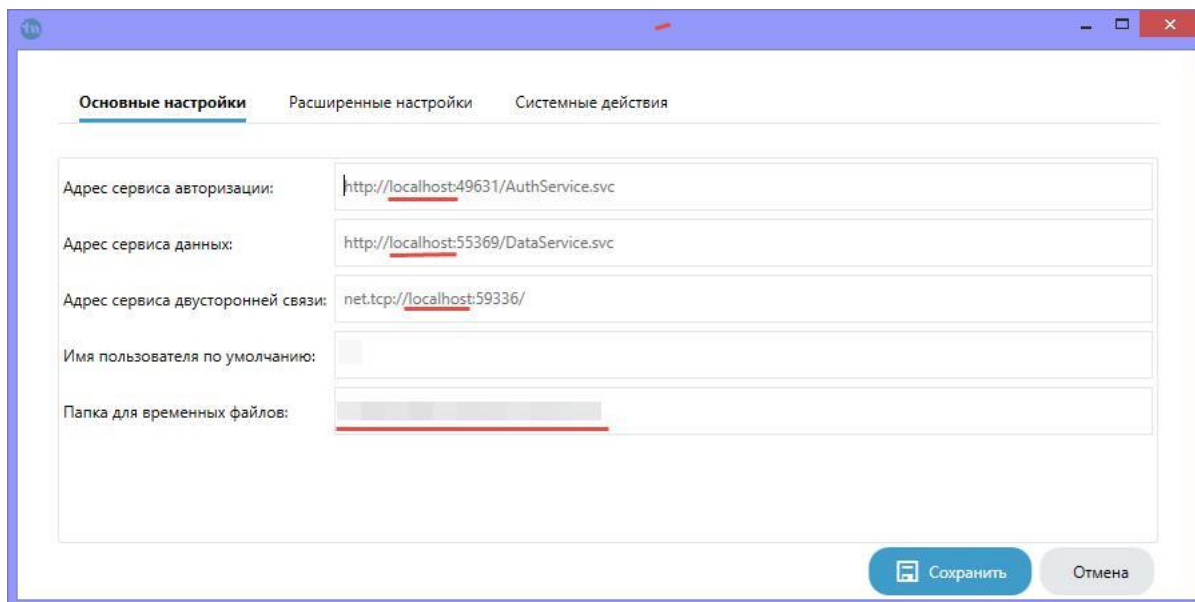 Основные настройки Расширенные настройки Системные действия
Адрес сервиса авторизации: http://localhost:49631/AuthService.svc
Адрес сервиса данных: http://localhost:55369/DataService.svc
Адрес сервиса двусторонней связи: net.tcp://localhost:59336/
Имя пользователя по умолчанию:
Папка для временных файлов:
Сохранить Отмена